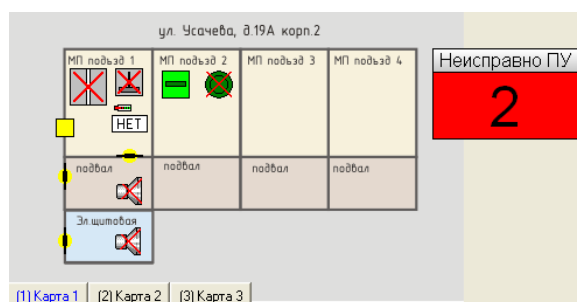 ул. Усачева, д.19А корп.2
МП подъезд 1 МП подъезд 2 МП подъезд 3 МП подъезд 4
Неисправно ПУ
2
НЕТ
подвал подвал подвал подвал
Эл.щитовая
(1) Карта 1 (2) Карта 2 (3) Карта 3